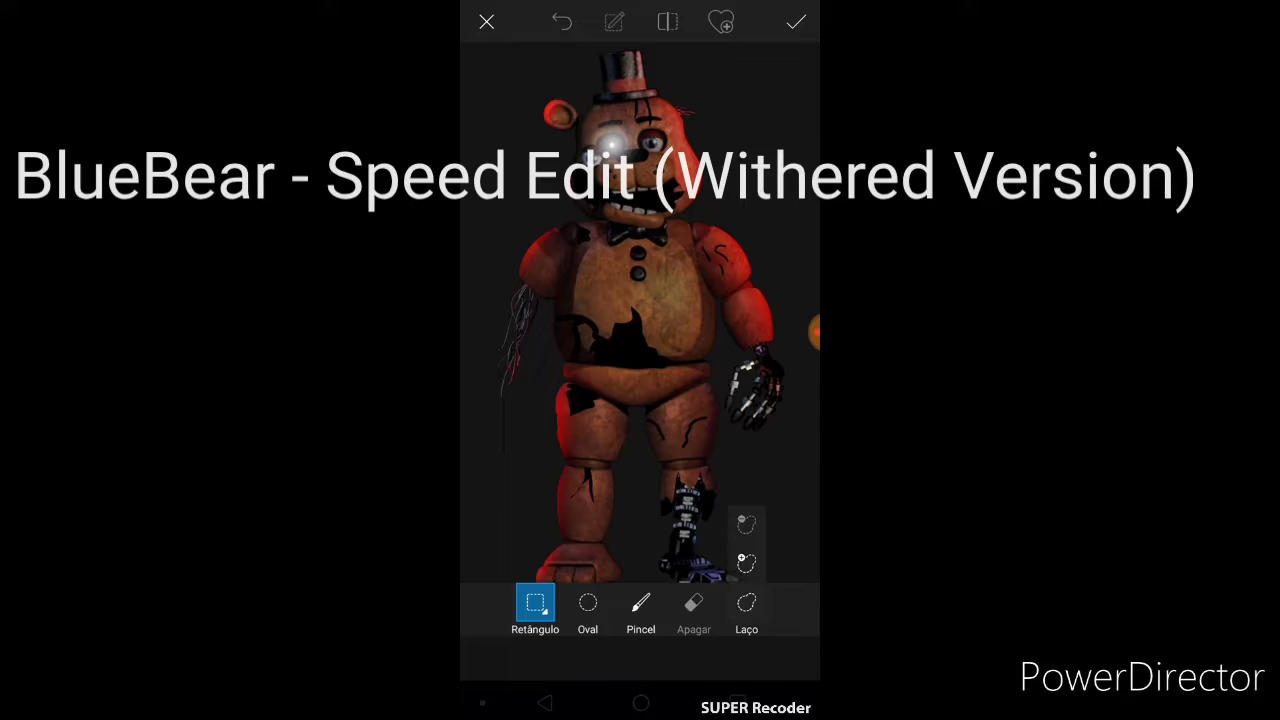 BlueBear - Speed Edit (Withered Version)
Retângulo
Oval
Pincel
Apagar
Laço
PowerDirector
SUPER Recoder